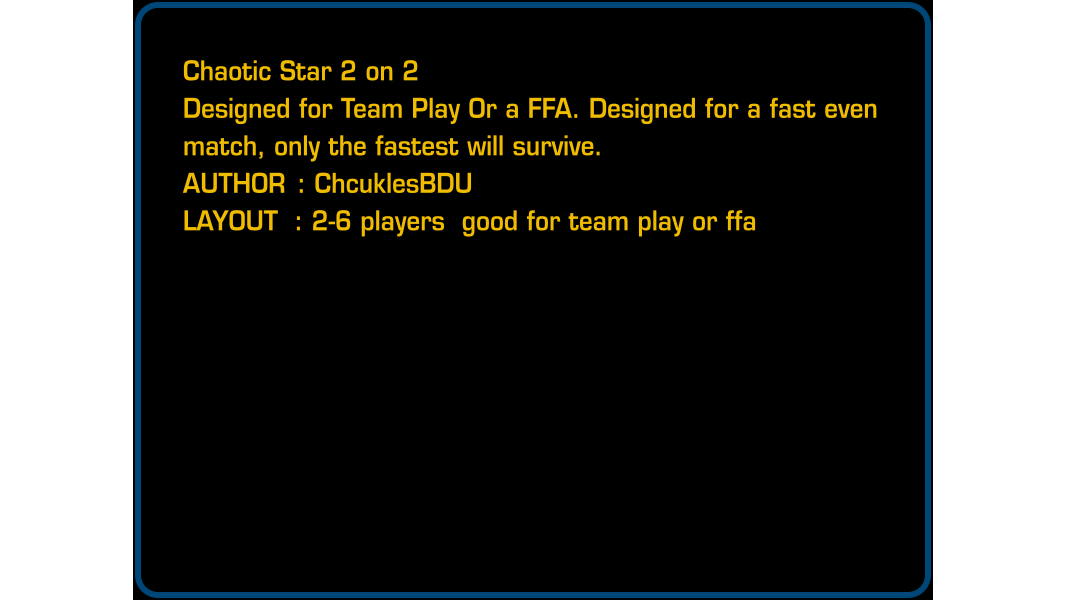 Chaotic Star 2 on 2
Designed for Team Play Or a FFA. Designed for a fast even
match, only the fastest will survive.
AUTHOR : ChcuklesBDU
LAYOUT : 2-6 players good for team play or ffa